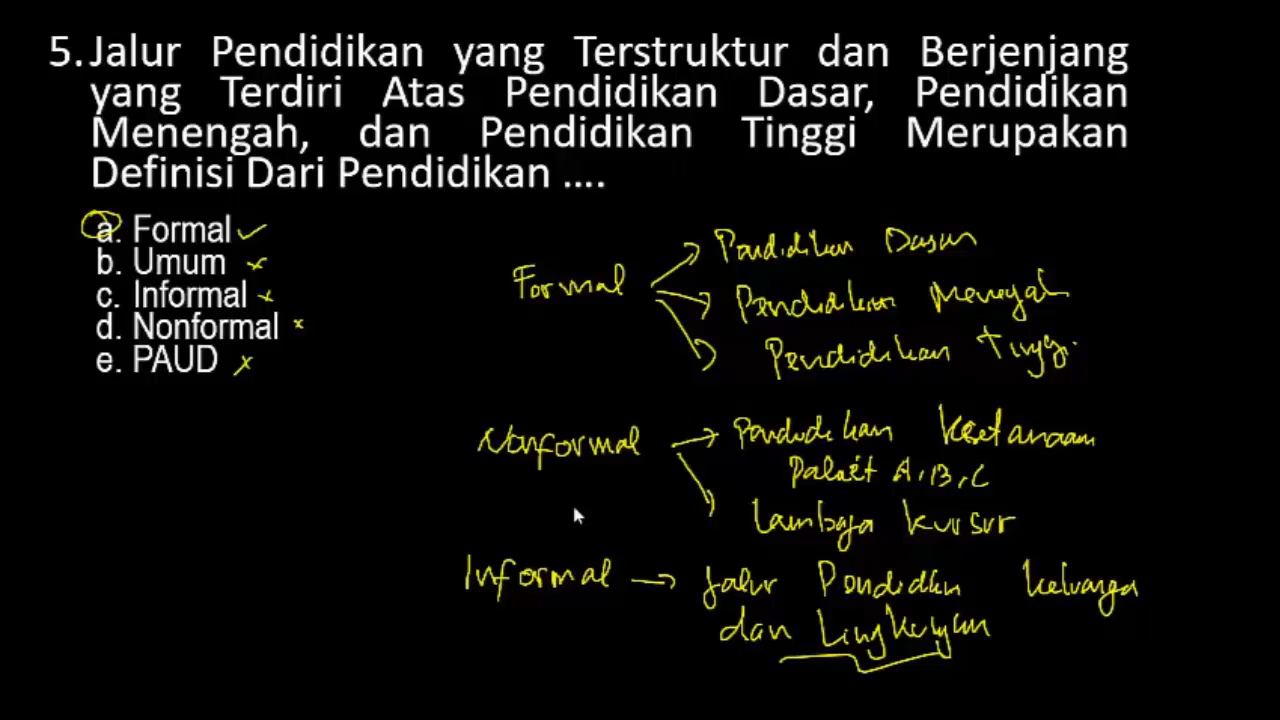 5. Jalur Pendidikan yang Terstruktur dan Berjenjang
yang Terdiri Atas Pendidikan Dasar, Pendidikan
Menengah, dan Pendidikan Tinggi Merupakan
Definisi Dari Pendidikan ....
a. Formal
b. Umum
c. Informal
d. Nonformal
e. PAUD
Formal
Pendidikan Dasar
Pendidikan Menengah
Pendidikan Tinggi
Nonformal
Pendidikan Kesetaraan
Paket A, B, C
Lembaga Kursus
Informal
Jalur Pendidikan keluarga
dan Lingkungan